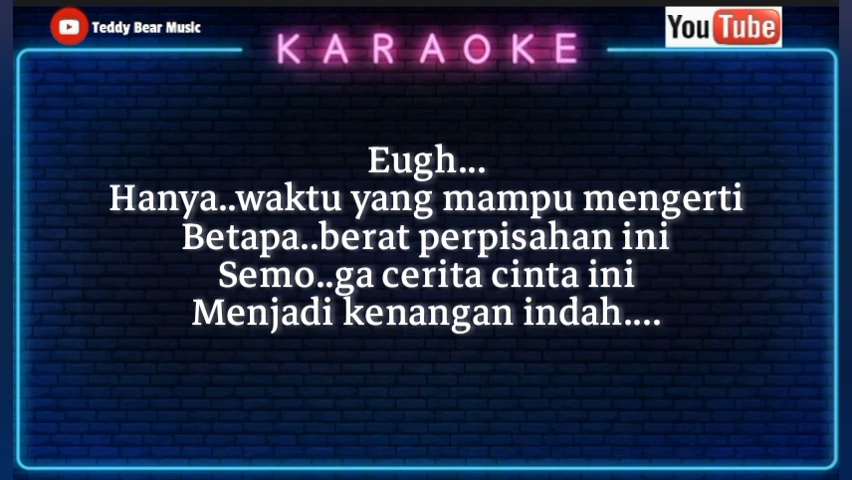 Teddy Bear Music
YouTube
KARAOKE
Eugh...
Hanya..waktu yang mampu mengerti
Betapa..berat perpisahan ini
Semo..ga cerita cinta ini
Menjadi kenangan indah....